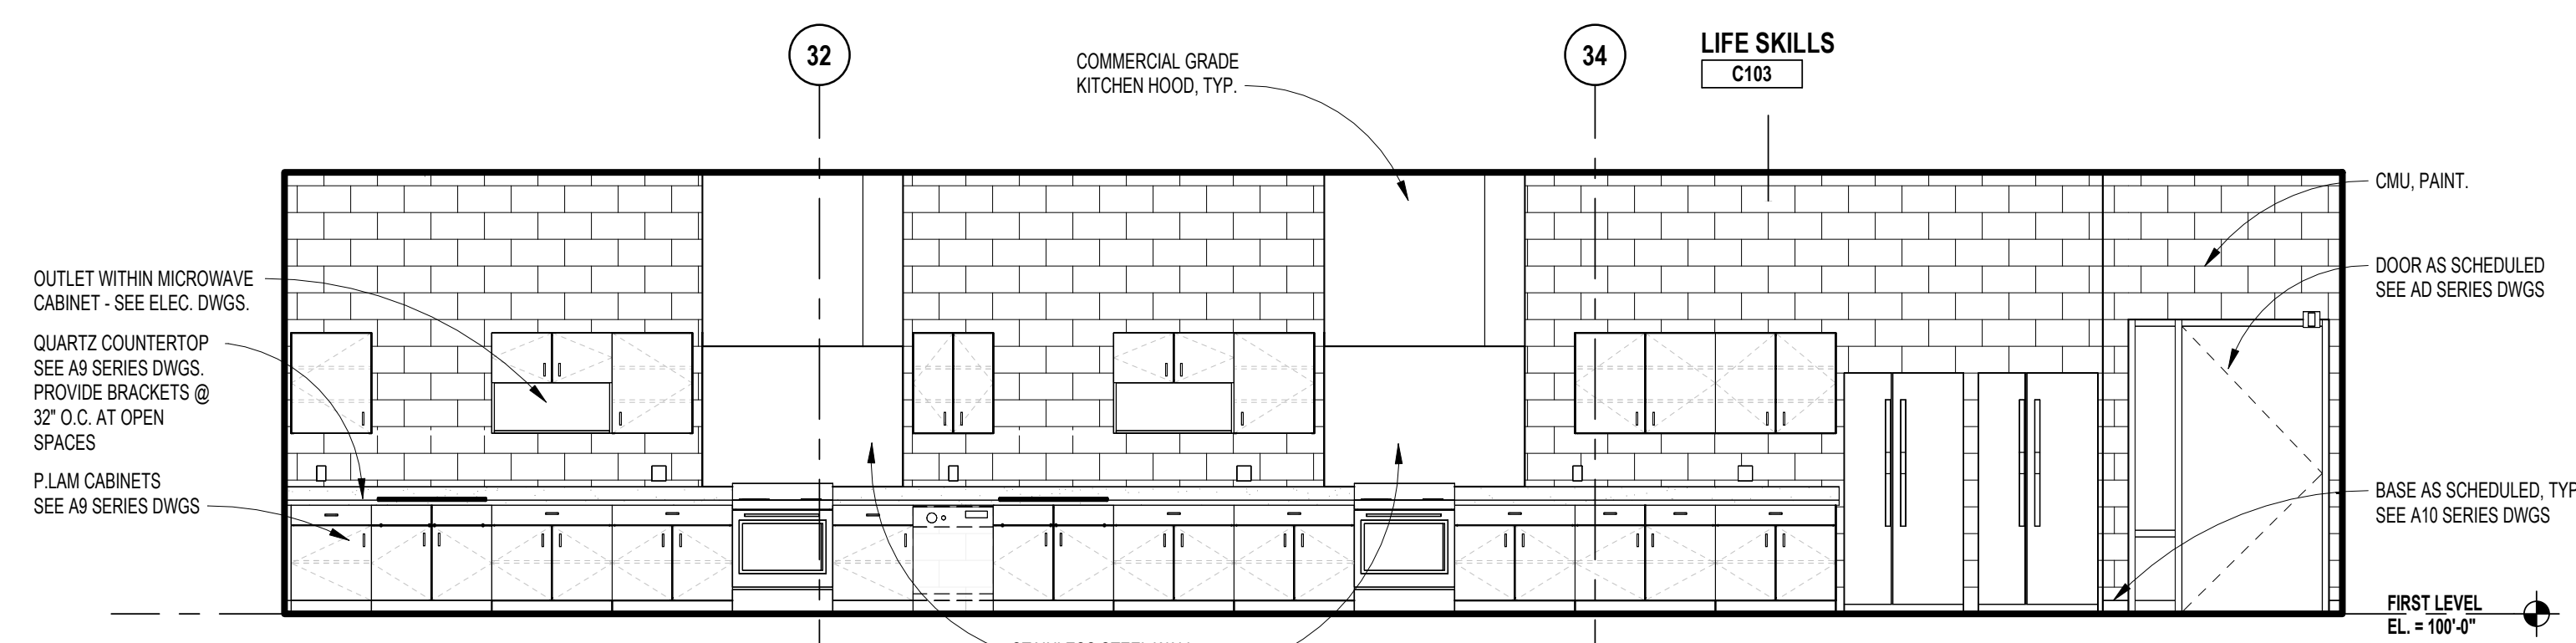 32
COMMERCIAL GRADE
KITCHEN HOOD, TYP.
34
LIFE SKILLS
C103
CMU, PAINT.
DOOR AS SCHEDULED
SEE AD SERIES DWGS
OUTLET WITHIN MICROWAVE
CABINET - SEE ELEC. DWGS.
QUARTZ COUNTERTOP
SEE A9 SERIES DWGS.
PROVIDE BRACKETS @
32" O.C. AT OPEN
SPACES
P.LAM CABINETS
SEE A9 SERIES DWGS
BASE AS SCHEDULED, TYP
SEE A10 SERIES DWGS
FIRST LEVEL
EL. = 100'-0"